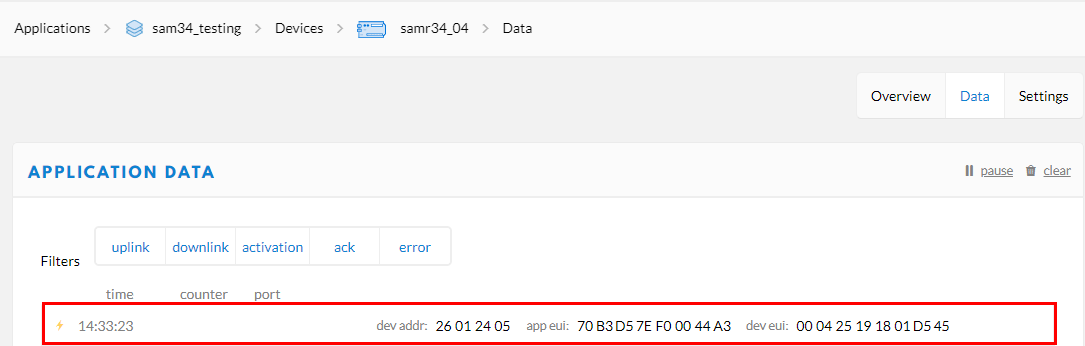 Applications > sam34_testing > Devices > samr34_04 > Data
Overview Data Settings
APPLICATION DATA pause clear
Filters uplink downlink activation ack error
time counter port
14:33:23 dev addr: 26 01 24 05 app eui: 70 B3 D5 7E F0 00 44 A3 dev eui: 00 04 25 19 18 01 D5 45